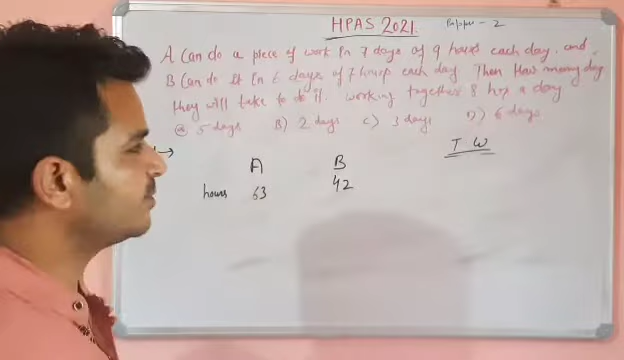 HPAS 2021. Paper - 2
A Can do a piece of work in 7 days of 9 hours each day. and
B Can do it in 6 days of 7 hours each day. Then How many days
they will take to do it. working together 8 hrs a day
(a) 5 days B) 2 days C) 3 days D) 6 days
T W
A B
hours 63 42